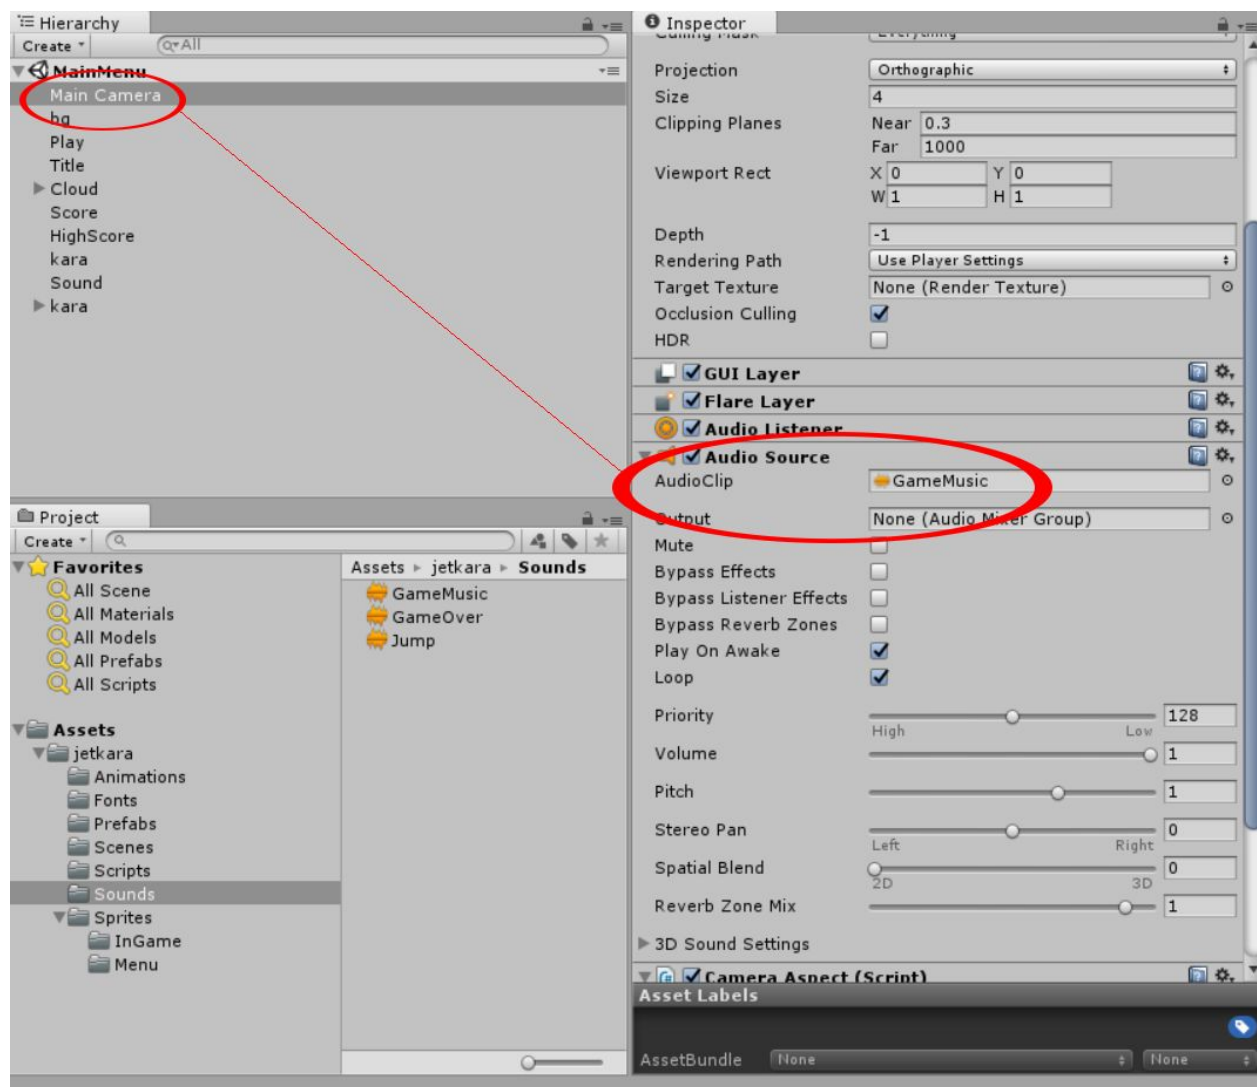 Hierarchy
Create
All
MainMenu
Main Camera
bg
Play
Title
Cloud
Score
HighScore
kara
Sound
kara
Project
Create
Favorites
All Scene
All Materials
All Models
All Prefabs
All Scripts
Assets
jetkara
Animations
Fonts
Prefabs
Scenes
Scripts
Sounds
Sprites
InGame
Menu
Assets jetkara Sounds
GameMusic
GameOver
Jump
Inspector
Culling Mask Everything
Projection Orthographic
Size 4
Clipping Planes Near 0.3
Far 1000
Viewport Rect X 0 Y 0
W 1 H 1
Depth -1
Rendering Path Use Player Settings
Target Texture None (Render Texture)
Occlusion Culling
HDR
GUI Layer
Flare Layer
Audio Listener
Audio Source
AudioClip GameMusic
Output None (Audio Mixer Group)
Mute
Bypass Effects
Bypass Listener Effects
Bypass Reverb Zones
Play On Awake
Loop
Priority 128
High Low
Volume 1
Pitch 1
Stereo Pan 0
Left Right
Spatial Blend 0
2D 3D
Reverb Zone Mix 1
3D Sound Settings
Camera Aspect (Script)
Asset Labels
AssetBundle None None